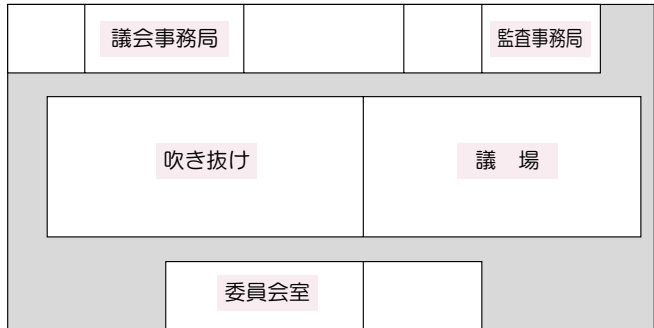 議会事務局
監査事務局
吹き抜け
議　場
委員会室